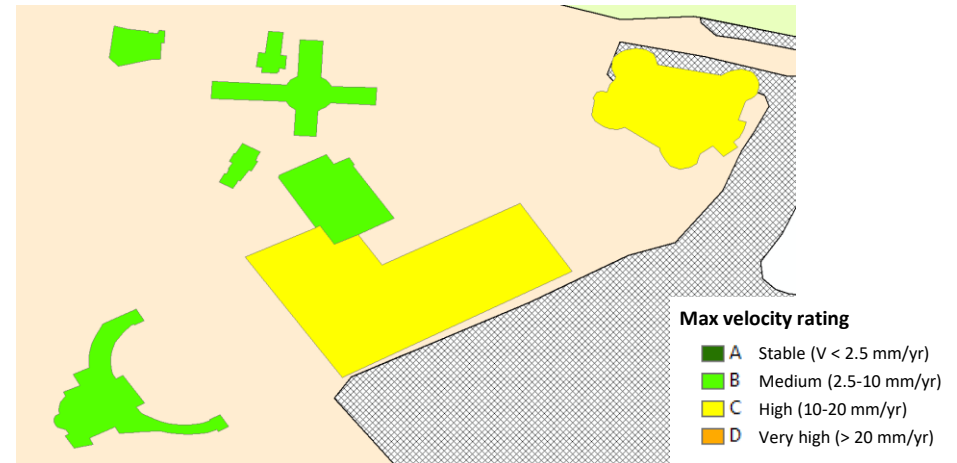 Max velocity rating
A Stable (V < 2.5 mm/yr)
B Medium (2.5-10 mm/yr)
C High (10-20 mm/yr)
D Very high (> 20 mm/yr)